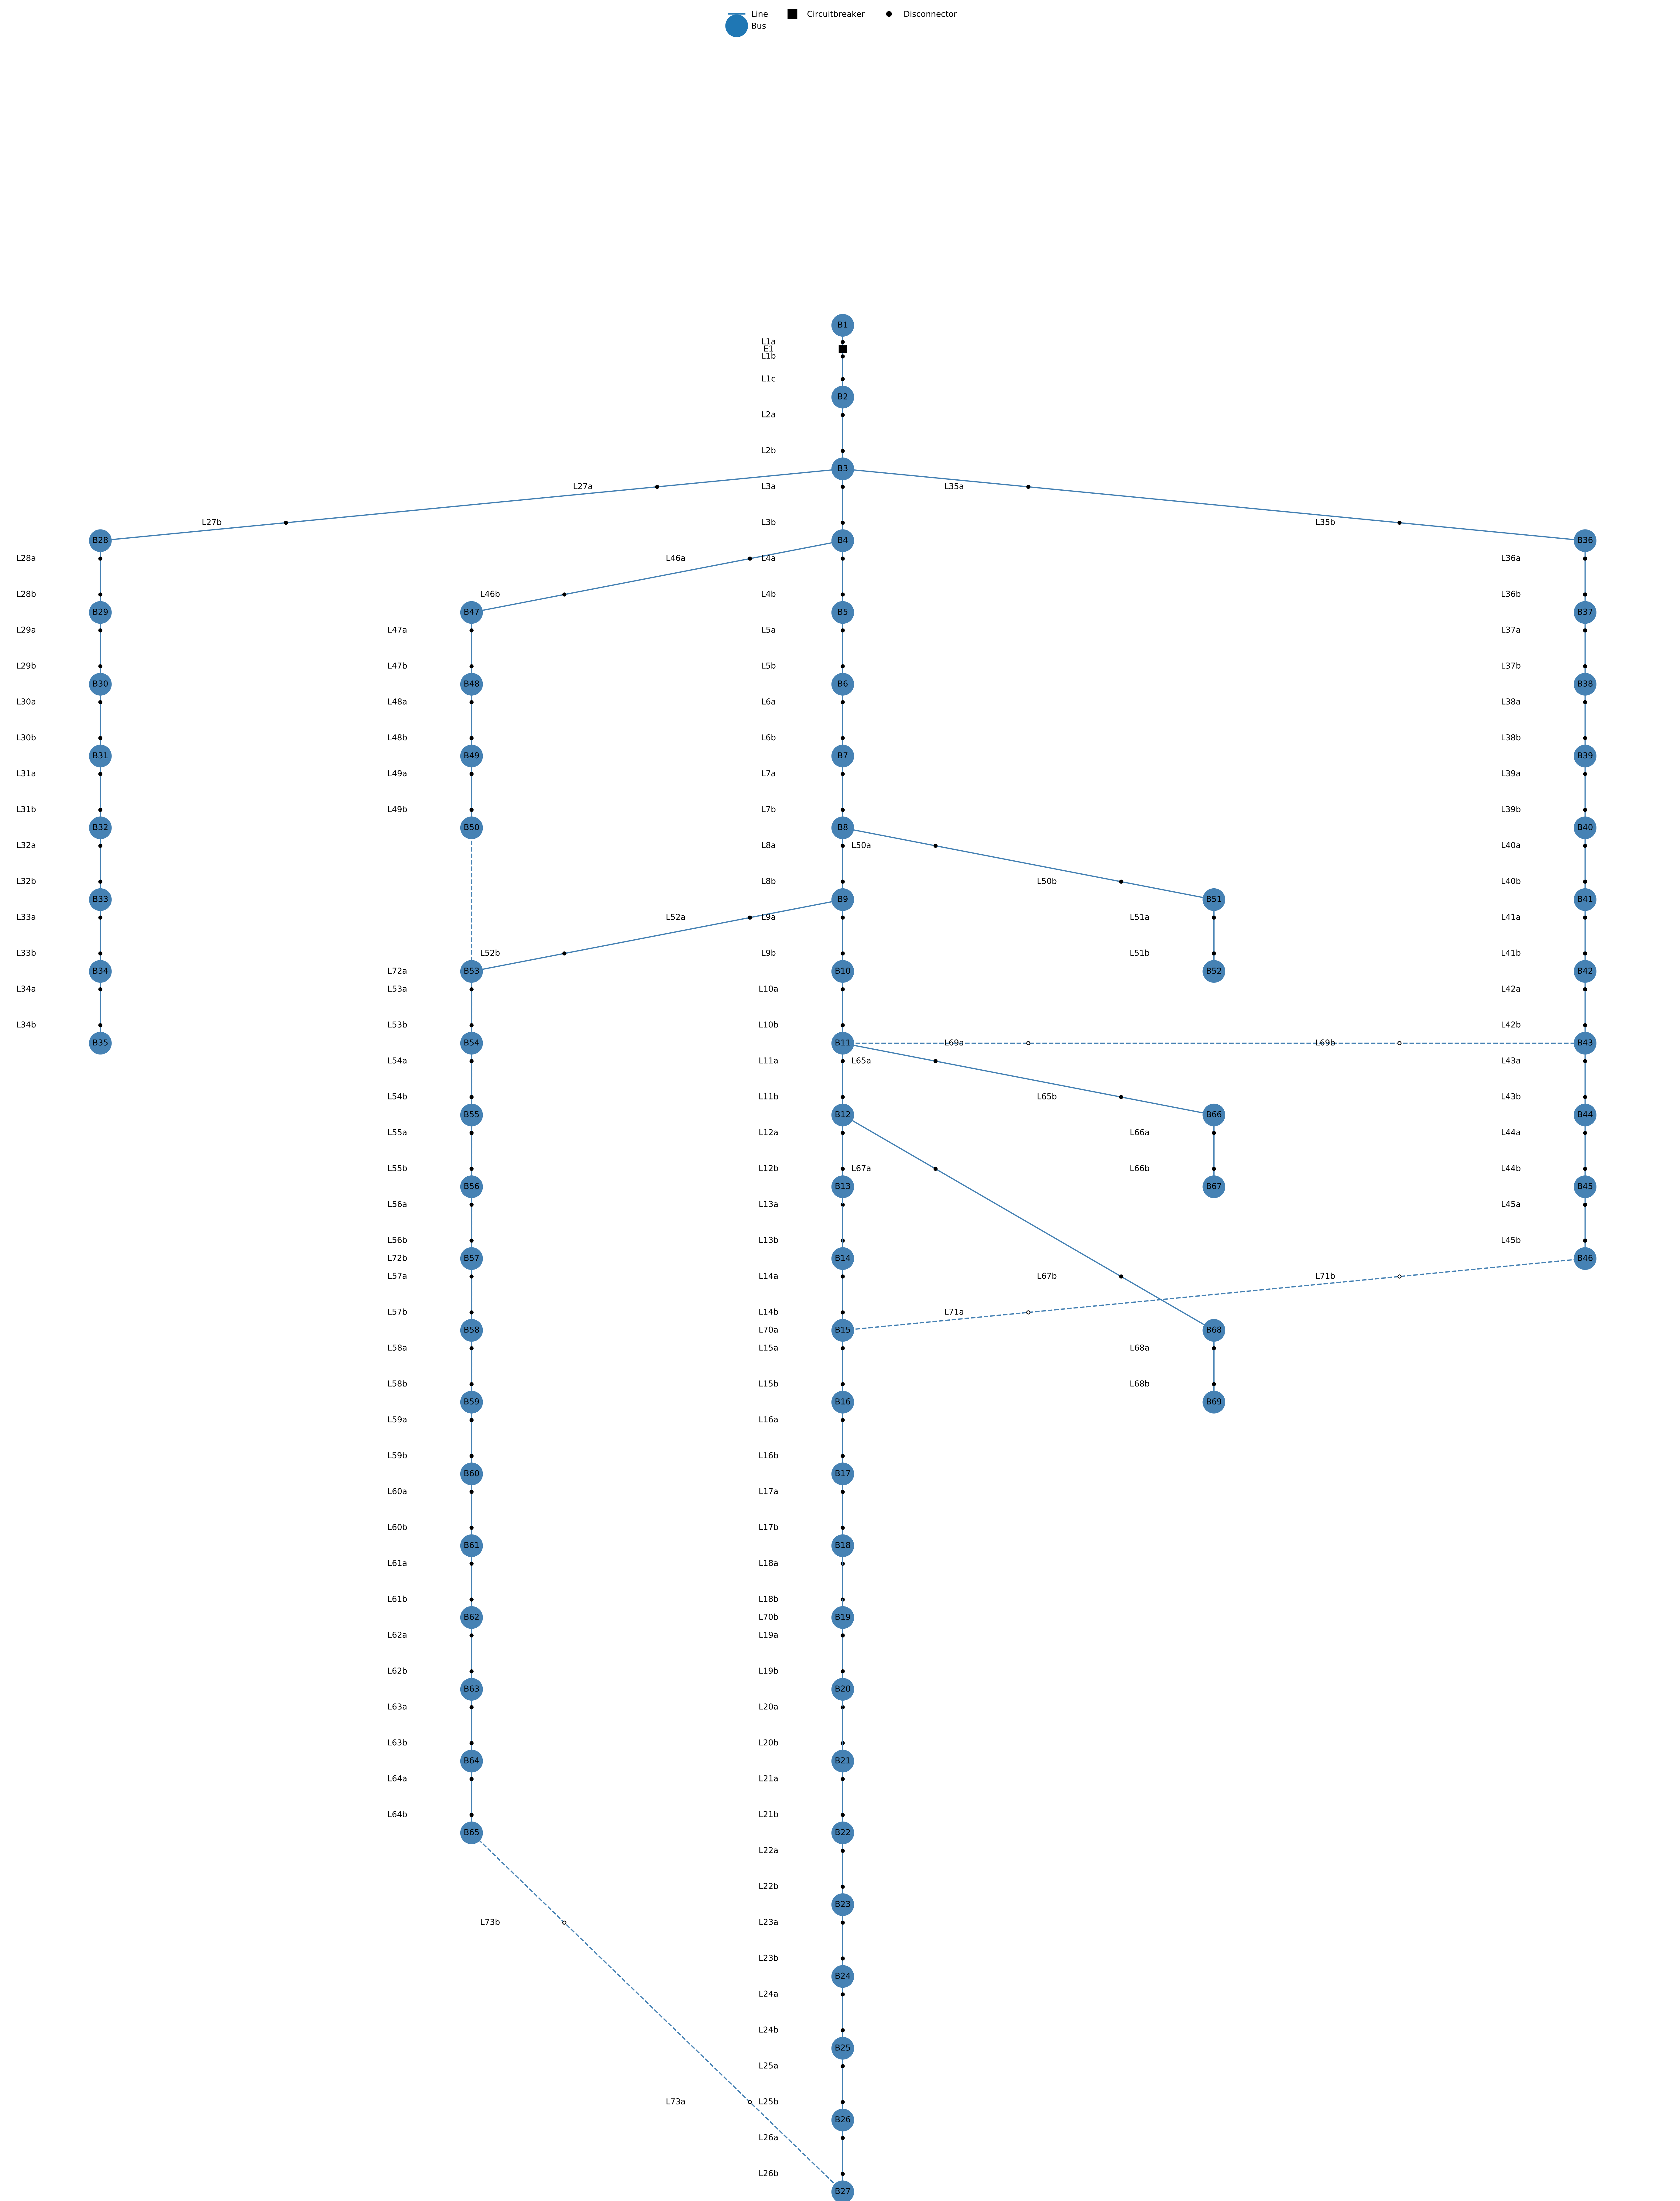 Line Circuitbreaker Disconnector
Bus
B1
L1a
E1
L1b
L1c
B2
L2a
L2b
B3
L27a L3a L35a
L27b L3b L35b
B28 B4 B36
L28a L46a L4a L36a
L28b L46b L4b L36b
B29 B47 B5 B37
L29a L47a L5a L37a
L29b L47b L5b L37b
B30 B48 B6 B38
L30a L48a L6a L38a
L30b L48b L6b L38b
B31 B49 B7 B39
L31a L49a L7a L39a
L31b L49b L7b L39b
B32 B50 B8 B40
L32a L8a L50a L40a
L32b L8b L50b L40b
B33 B9 B51 B41
L33a L52a L9a L51a L41a
L33b L52b L9b L51b L41b
B34 L72a B53 B10 B52 B42
L34a L53a L10a L42a
L34b L53b L10b L42b
B35 B54 B11 L69a L69b B43
L54a L11a L65a L43a
L54b L11b L65b L43b
B55 B12 B66 B44
L55a L12a L66a L44a
L55b L12b L67a L66b L44b
B56 B13 B67 B45
L56a L13a L45a
L56b L13b L45b
L72b B57 B14 B46
L57a L14a L67b L71b
L57b L14b L71a
B58 L70a B15 B68
L58a L15a L68a
L58b L15b L68b
B59 B16 B69
L59a L16a
L59b L16b
B60 B17
L60a L17a
L60b L17b
B61 B18
L61a L18a
L61b L18b
B62 L70b B19
L62a L19a
L62b L19b
B63 B20
L63a L20a
L63b L20b
B64 B21
L64a L21a
L64b L21b
B65 B22
L22a
L22b
B23
L73b L23a
L23b
B24
L24a
L24b
B25
L25a
L73a L25b
B26
L26a
L26b
B27